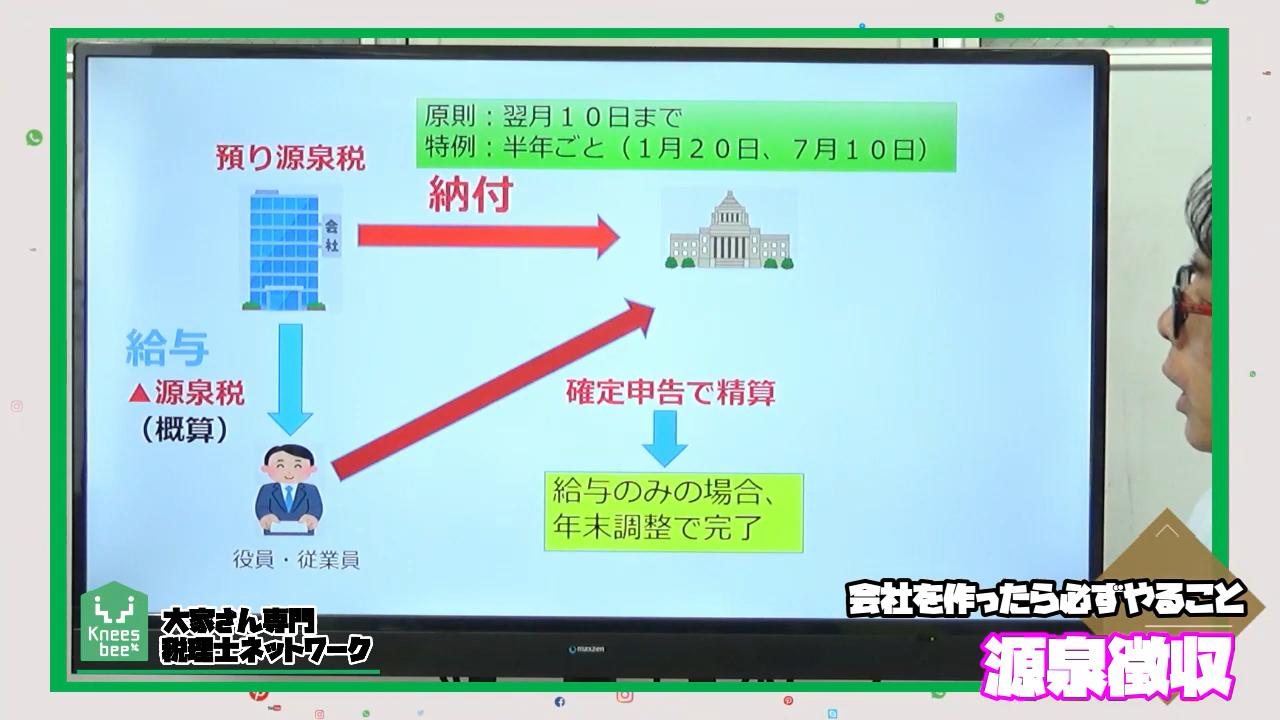 原則：翌月１０日まで
特例：半年ごと（１月２０日、７月１０日）
預り源泉税
納付
会社
給与
▲源泉税
（概算）
確定申告で精算
給与のみの場合、
年末調整で完了
役員・従業員
Knees
bee
大家さん専門
税理士ネットワーク
maxzen
会社を作ったら必ずやること
源泉徴収